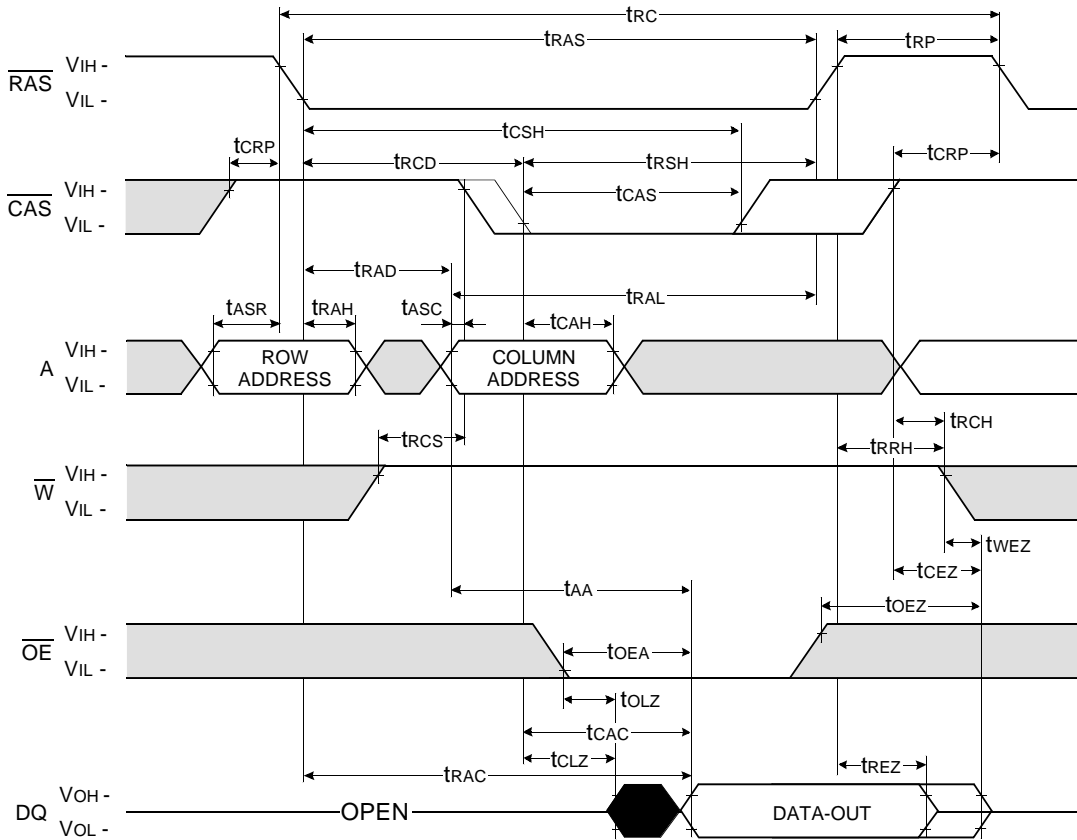 tRC
tRAS
tRP
RAS
VIH -
VIL -
tCSH
tCRP
tRCD
tRSH
tCRP
CAS
VIH -
VIL -
tCAS
tRAD
tRAL
tASR
tRAH
tASC
tCAH
A
VIH -
VIL -
ROW
ADDRESS
COLUMN
ADDRESS
tRCH
tRCS
tRRH
W
VIH -
VIL -
tWEZ
tCEZ
tAA
tOEZ
OE
VIH -
VIL -
tOEA
tOLZ
tCAC
tCLZ
tRAC
tREZ
DQ
VOH -
VOL -
OPEN
DATA-OUT